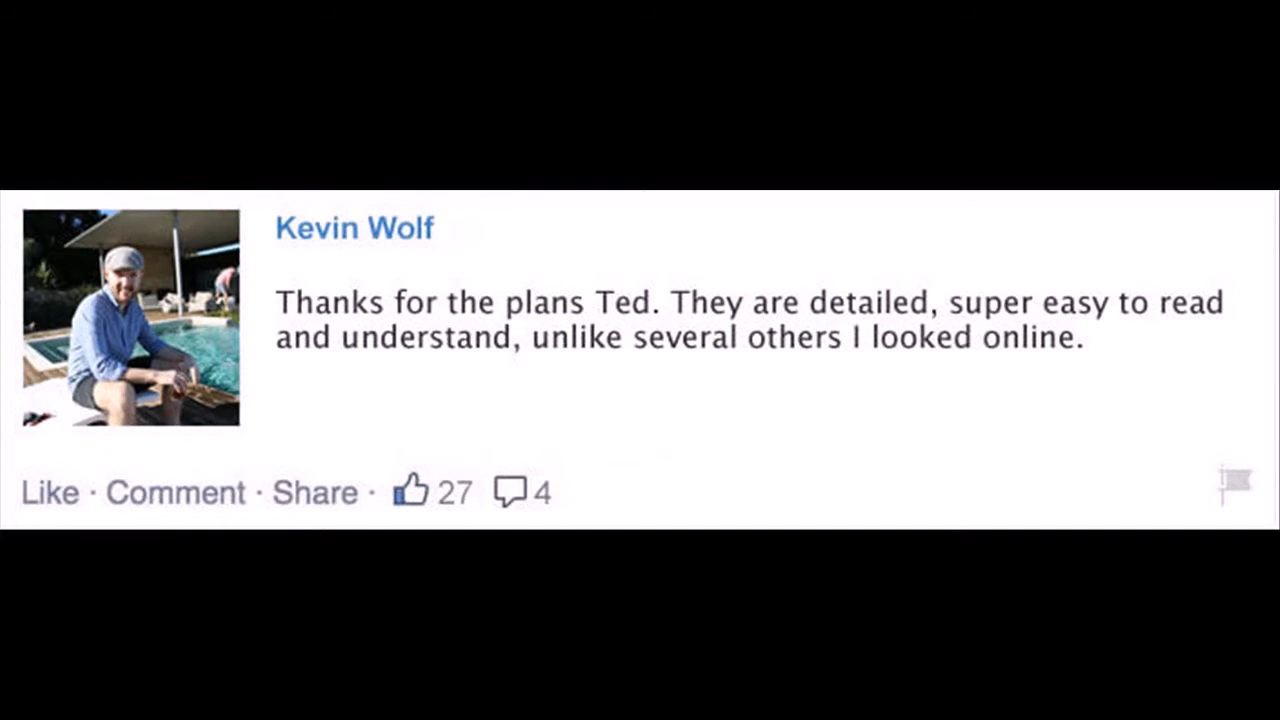 Kevin Wolf
Thanks for the plans Ted. They are detailed, super easy to read
and understand, unlike several others I looked online.
Like · Comment · Share · 27 4